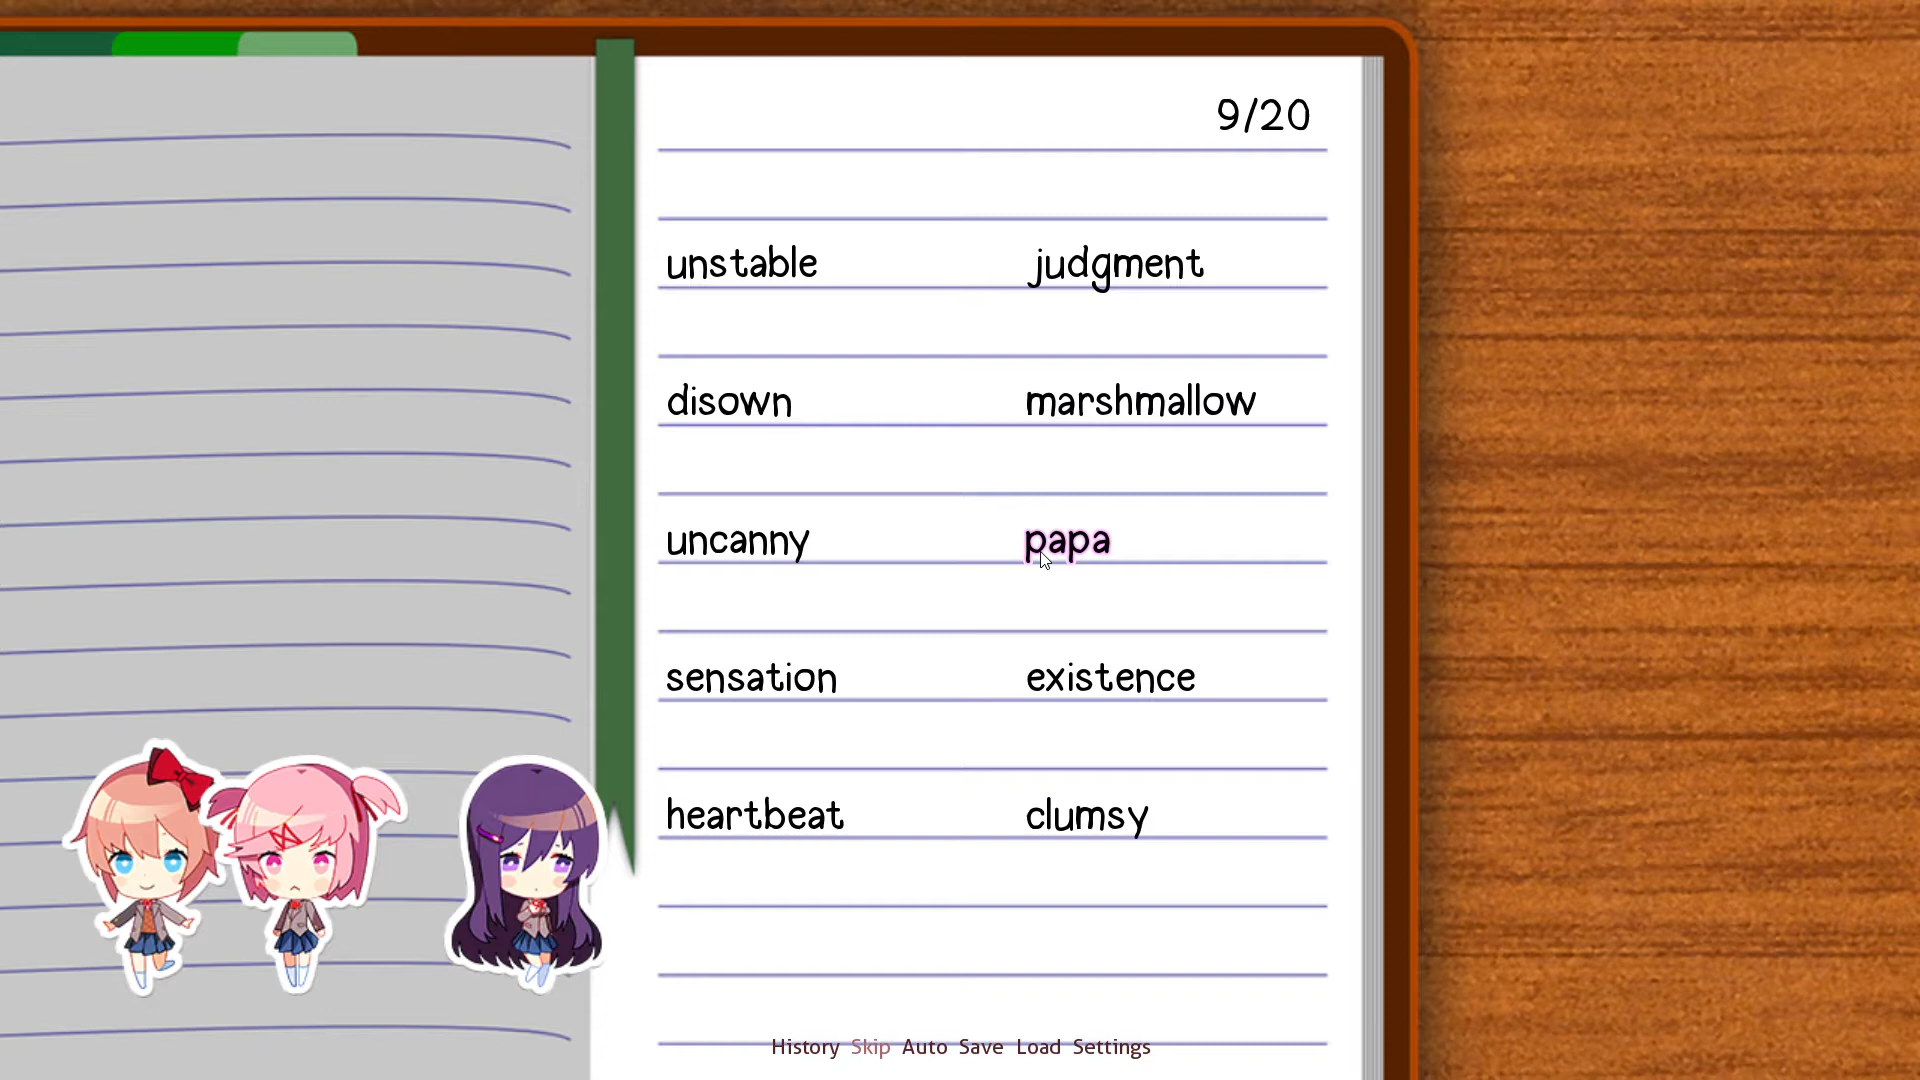 9/20
unstable judgment
disown marshmallow
uncanny papa
sensation existence
heartbeat clumsy
History Skip Auto Save Load Settings